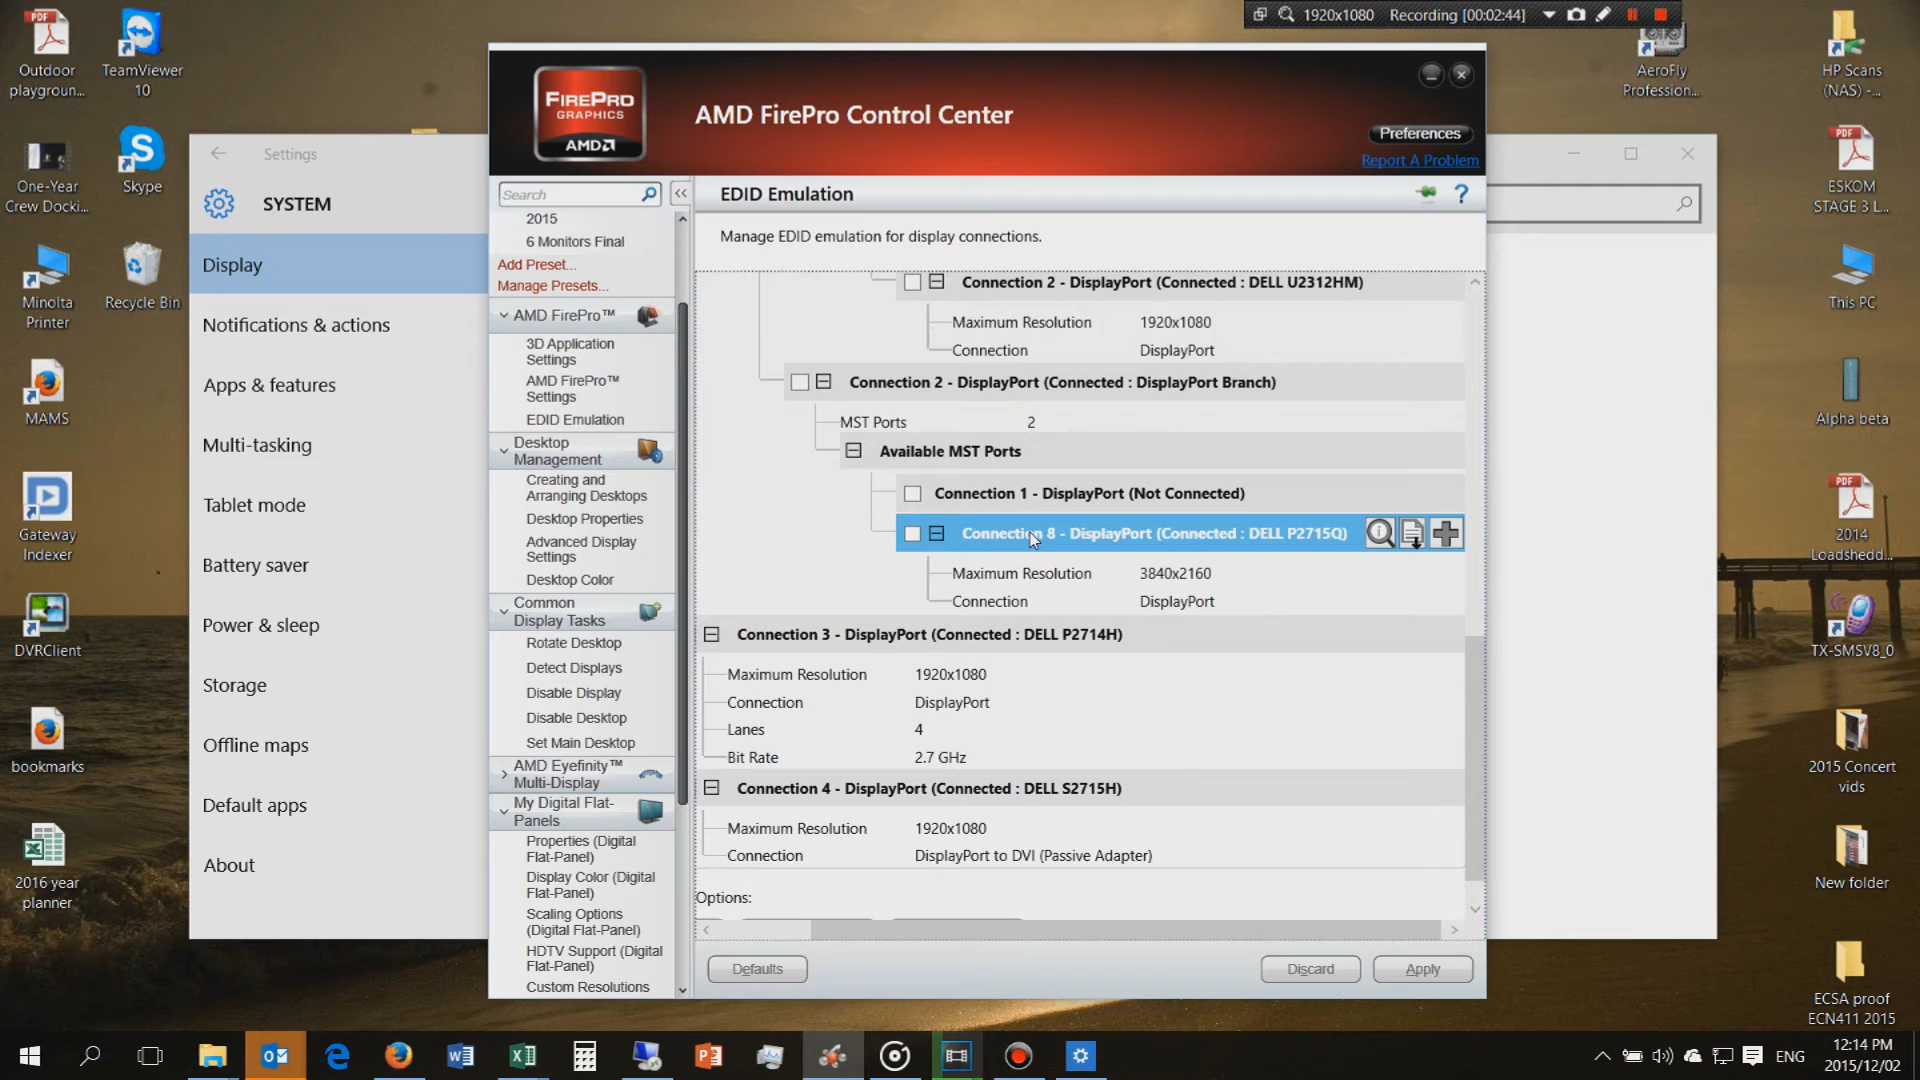 1920x1080
Recording [00:02:44]
Outdoor
playgroun...
TeamViewer
10
One-Year
Crew Docki...
Skype
Minolta
Printer
Recycle Bin
MAMS
Gateway
Indexer
DVRClient
bookmarks
2016 year
planner
Settings
SYSTEM
Display
Notifications & actions
Apps & features
Multi-tasking
Tablet mode
Battery saver
Power & sleep
Storage
Offline maps
Default apps
About
FIREPRO
GRAPHICS
AMD
AMD FirePro Control Center
Preferences
Report A Problem
Search
2015
6 Monitors Final
Add Preset...
Manage Presets...
AMD FirePro™
3D Application
Settings
AMD FirePro™
Settings
EDID Emulation
Desktop
Management
Creating and
Arranging Desktops
Desktop Properties
Advanced Display
Settings
Desktop Color
Common
Display Tasks
Rotate Desktop
Detect Displays
Disable Display
Disable Desktop
Set Main Desktop
AMD Eyefinity™
Multi-Display
My Digital Flat-
Panels
Properties (Digital
Flat-Panel)
Display Color (Digital
Flat-Panel)
Scaling Options
(Digital Flat-Panel)
HDTV Support (Digital
Flat-Panel)
Custom Resolutions
EDID Emulation
Manage EDID emulation for display connections.
Connection 2 - DisplayPort (Connected : DELL U2312HM)
Maximum Resolution 1920x1080
Connection DisplayPort
Connection 2 - DisplayPort (Connected : DisplayPort Branch)
MST Ports 2
Available MST Ports
Connection 1 - DisplayPort (Not Connected)
Connection 8 - DisplayPort (Connected : DELL P2715Q)
Maximum Resolution 3840x2160
Connection DisplayPort
Connection 3 - DisplayPort (Connected : DELL P2714H)
Maximum Resolution 1920x1080
Connection DisplayPort
Lanes 4
Bit Rate 2.7 GHz
Connection 4 - DisplayPort (Connected : DELL S2715H)
Maximum Resolution 1920x1080
Connection DisplayPort to DVI (Passive Adapter)
Options:
Defaults
Discard
Apply
AeroFly
Profession...
HP Scans
(NAS) -...
ESKOM
STAGE 3 L...
This PC
Alpha beta
2014
Loadshedd...
TX-SMSV8_0
2015 Concert
vids
New folder
ECSA proof
ECN411 2015
ENG
12:14 PM
2015/12/02